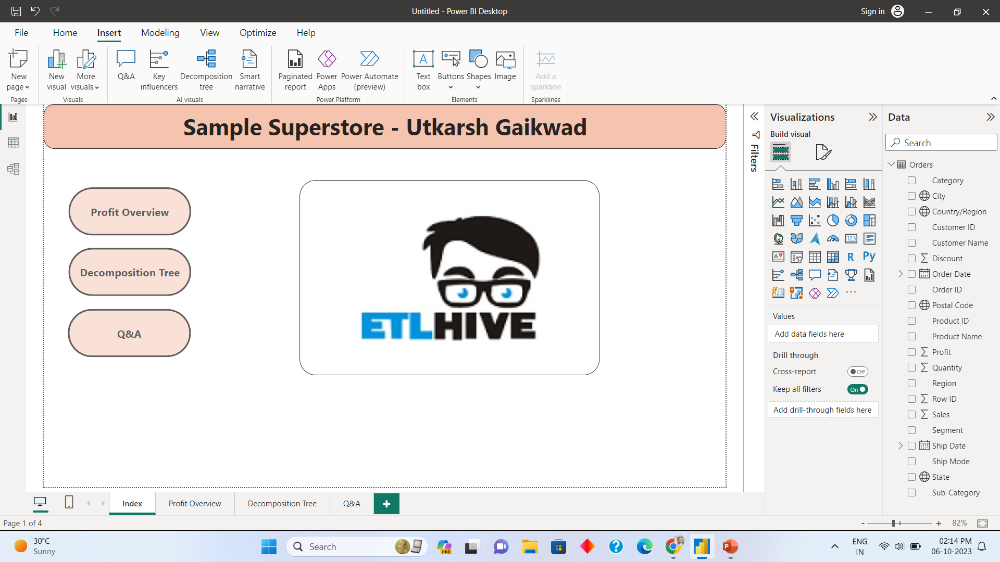 Untitled - Power BI Desktop
Sign in
File Home Insert Modeling View Optimize Help
New page
New visual
More visuals
Q&A
Key influencers
Decomposition tree
Smart narrative
Paginated report
Power Apps
Power Automate (preview)
Text box
Buttons
Shapes
Image
Add a sparkline
Pages
Visuals
AI visuals
Power Platform
Elements
Sparklines
Sample Superstore - Utkarsh Gaikwad
Profit Overview
Decomposition Tree
Q&A
ETLHIVE
Filters
Visualizations
Build visual
123
R
Py
123
Values
Add data fields here
Drill through
Cross-report
Off
Keep all filters
On
Add drill-through fields here
Data
Search
Orders
Category
City
Country/Region
Customer ID
Customer Name
Discount
Order Date
Order ID
Postal Code
Product ID
Product Name
Profit
Quantity
Region
Row ID
Sales
Segment
Ship Date
Ship Mode
State
Sub-Category
Index
Profit Overview
Decomposition Tree
Q&A
Page 1 of 4
82%
30°C
Sunny
Search
PRE
ENG
IN
02:14 PM
06-10-2023